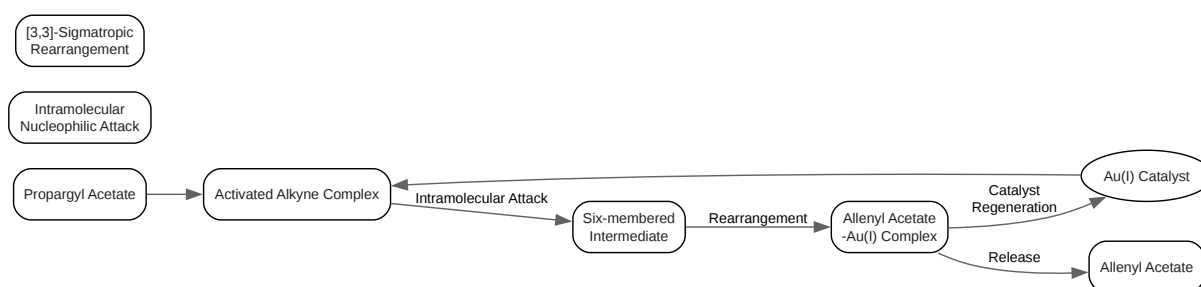 [3,3]-Sigmatropic
Rearrangement
Intramolecular
Nucleophilic Attack
Propargyl Acetate
Activated Alkyne Complex
Intramolecular Attack
Six-membered
Intermediate
Rearrangement
Allenyl Acetate
-Au(I) Complex
Catalyst
Regeneration
Au(I) Catalyst
Release
Allenyl Acetate